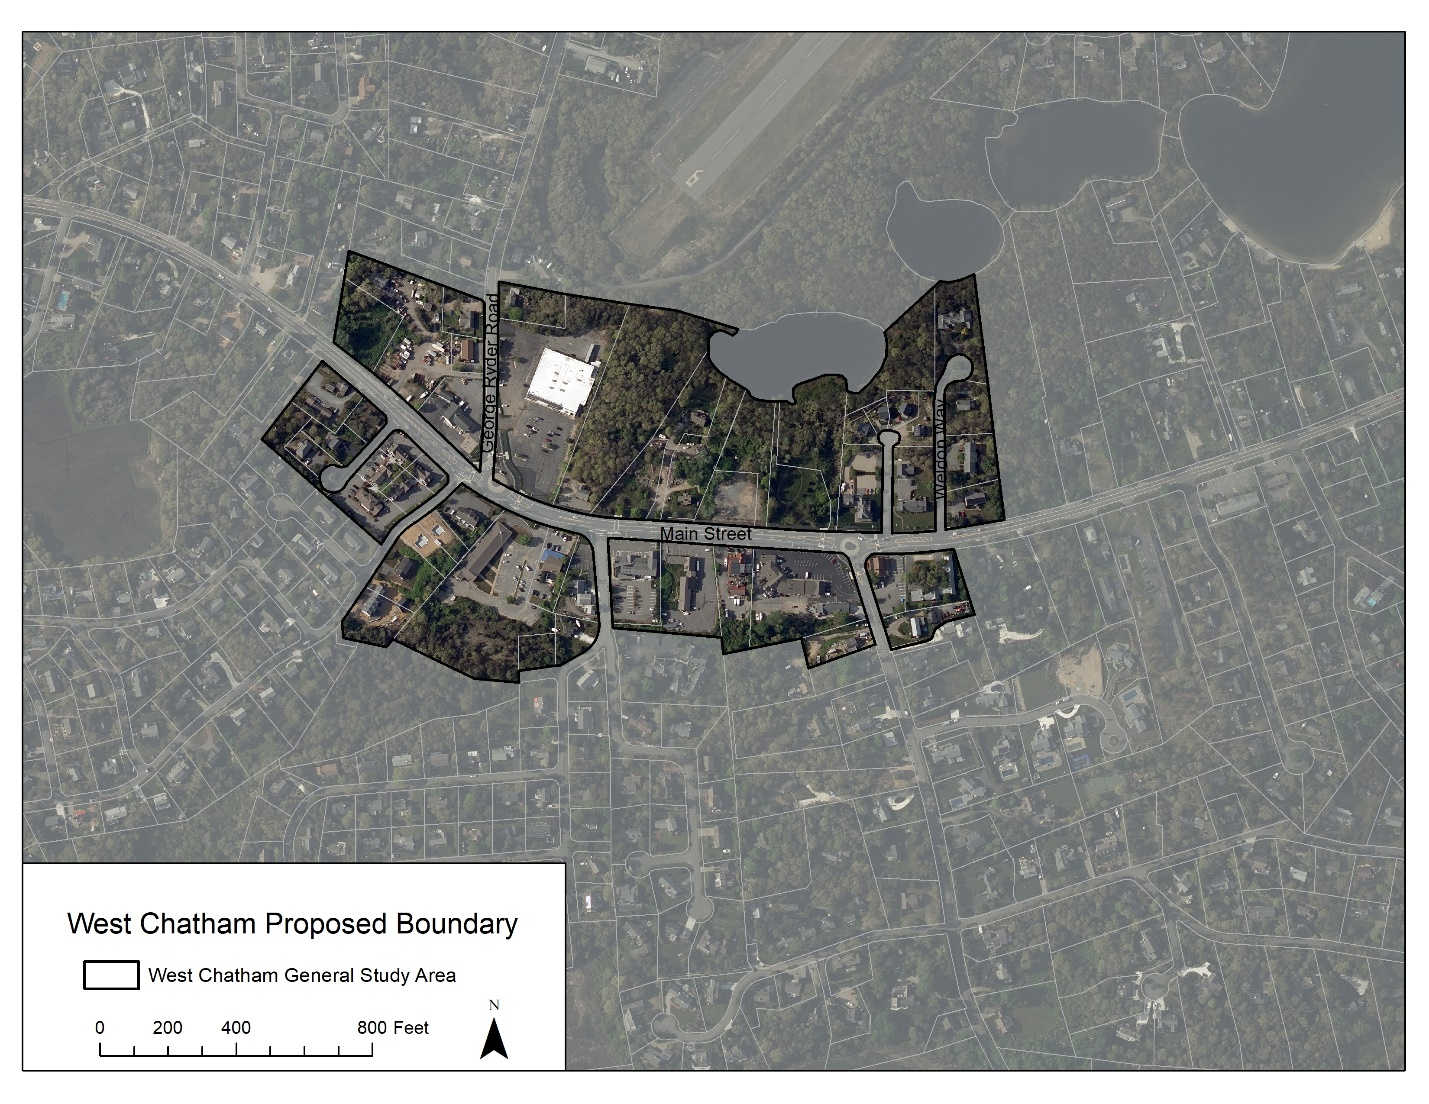 George Ryder Road
Weldon Way
Main Street
West Chatham Proposed Boundary
West Chatham General Study Area
N
0 200 400 800 Feet